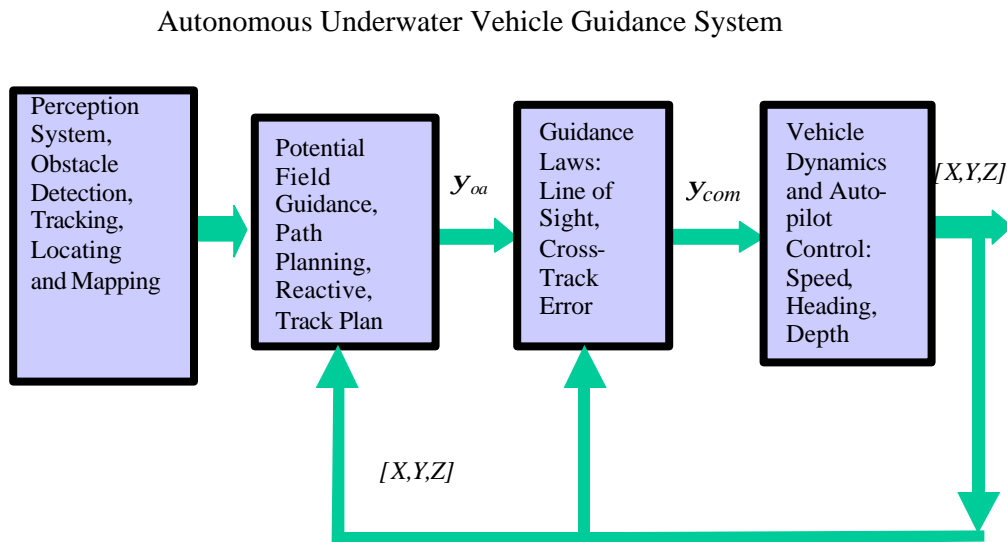 Autonomous Underwater Vehicle Guidance System
Perception
System,
Obstacle
Detection,
Tracking,
Locating
and Mapping
Potential
Field
Guidance,
Path
Planning,
Reactive,
Track Plan
y_oa
Guidance
Laws:
Line of
Sight,
Cross-
Track
Error
y_com
Vehicle
Dynamics
and Auto-
pilot
Control:
Speed,
Heading,
Depth
[X,Y,Z]
[X,Y,Z]